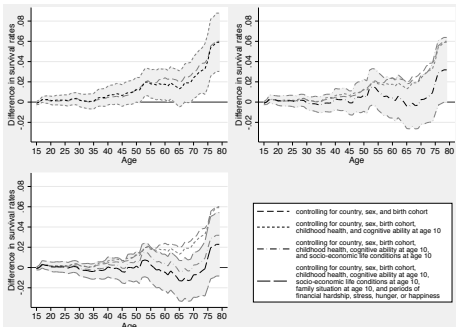 Difference in survival rates
-.02 0 .02 .04 .06 .08
15 20 25 30 35 40 45 50 55 60 65 70 75 80
Age
Difference in survival rates
-.02 0 .02 .04 .06 .08
15 20 25 30 35 40 45 50 55 60 65 70 75 80
Age
Difference in survival rates
-.02 0 .02 .04 .06 .08
15 20 25 30 35 40 45 50 55 60 65 70 75 80
Age
controlling for country, sex, and birth cohort
controlling for country, sex, birth cohort,
childhood health, and cognitive ability at age 10
controlling for country, sex, birth cohort,
childhood health, cognitive ability at age 10,
and socio-economic life conditions at age 10
controlling for country, sex, birth cohort,
childhood health, cognitive ability at age 10,
socio-economic life conditions at age 10,
family situation at age 10, and periods of
financial hardship, stress, hunger, or happiness